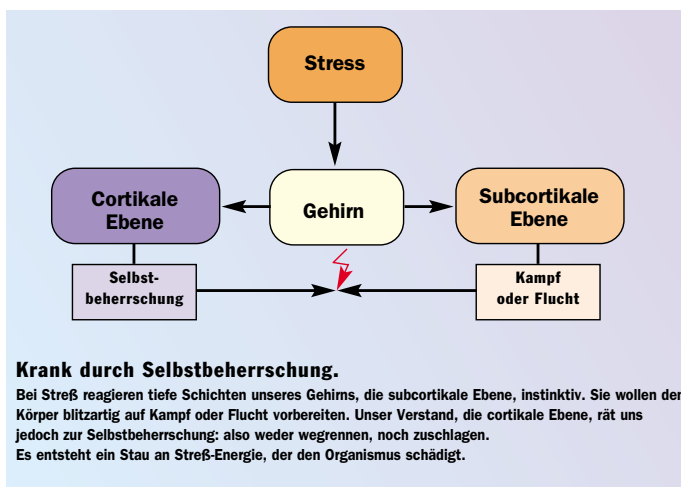 Stress
Cortikale
Ebene
Gehirn
Subcortikale
Ebene
Selbst-
beherrschung
Kampf
oder Flucht
Krank durch Selbstbeherrschung.
Bei Streß reagieren tiefe Schichten unseres Gehirns, die subcortikale Ebene, instinktiv. Sie wollen den
Körper blitzartig auf Kampf oder Flucht vorbereiten. Unser Verstand, die cortikale Ebene, rät uns
jedoch zur Selbstbeherrschung: also weder wegrennen, noch zuschlagen.
Es entsteht ein Stau an Streß-Energie, der den Organismus schädigt.